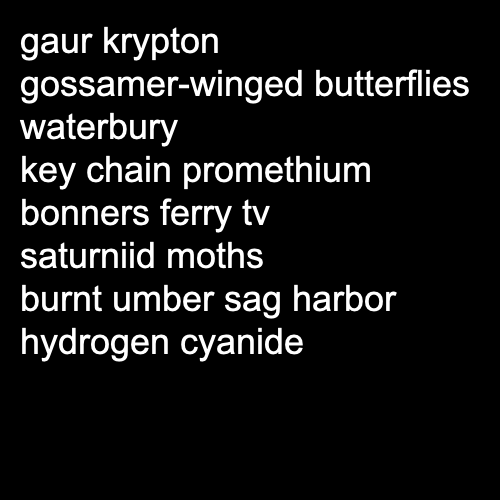 gaur krypton
gossamer-winged butterflies
waterbury
key chain promethium
bonners ferry tv
saturniid moths
burnt umber sag harbor
hydrogen cyanide